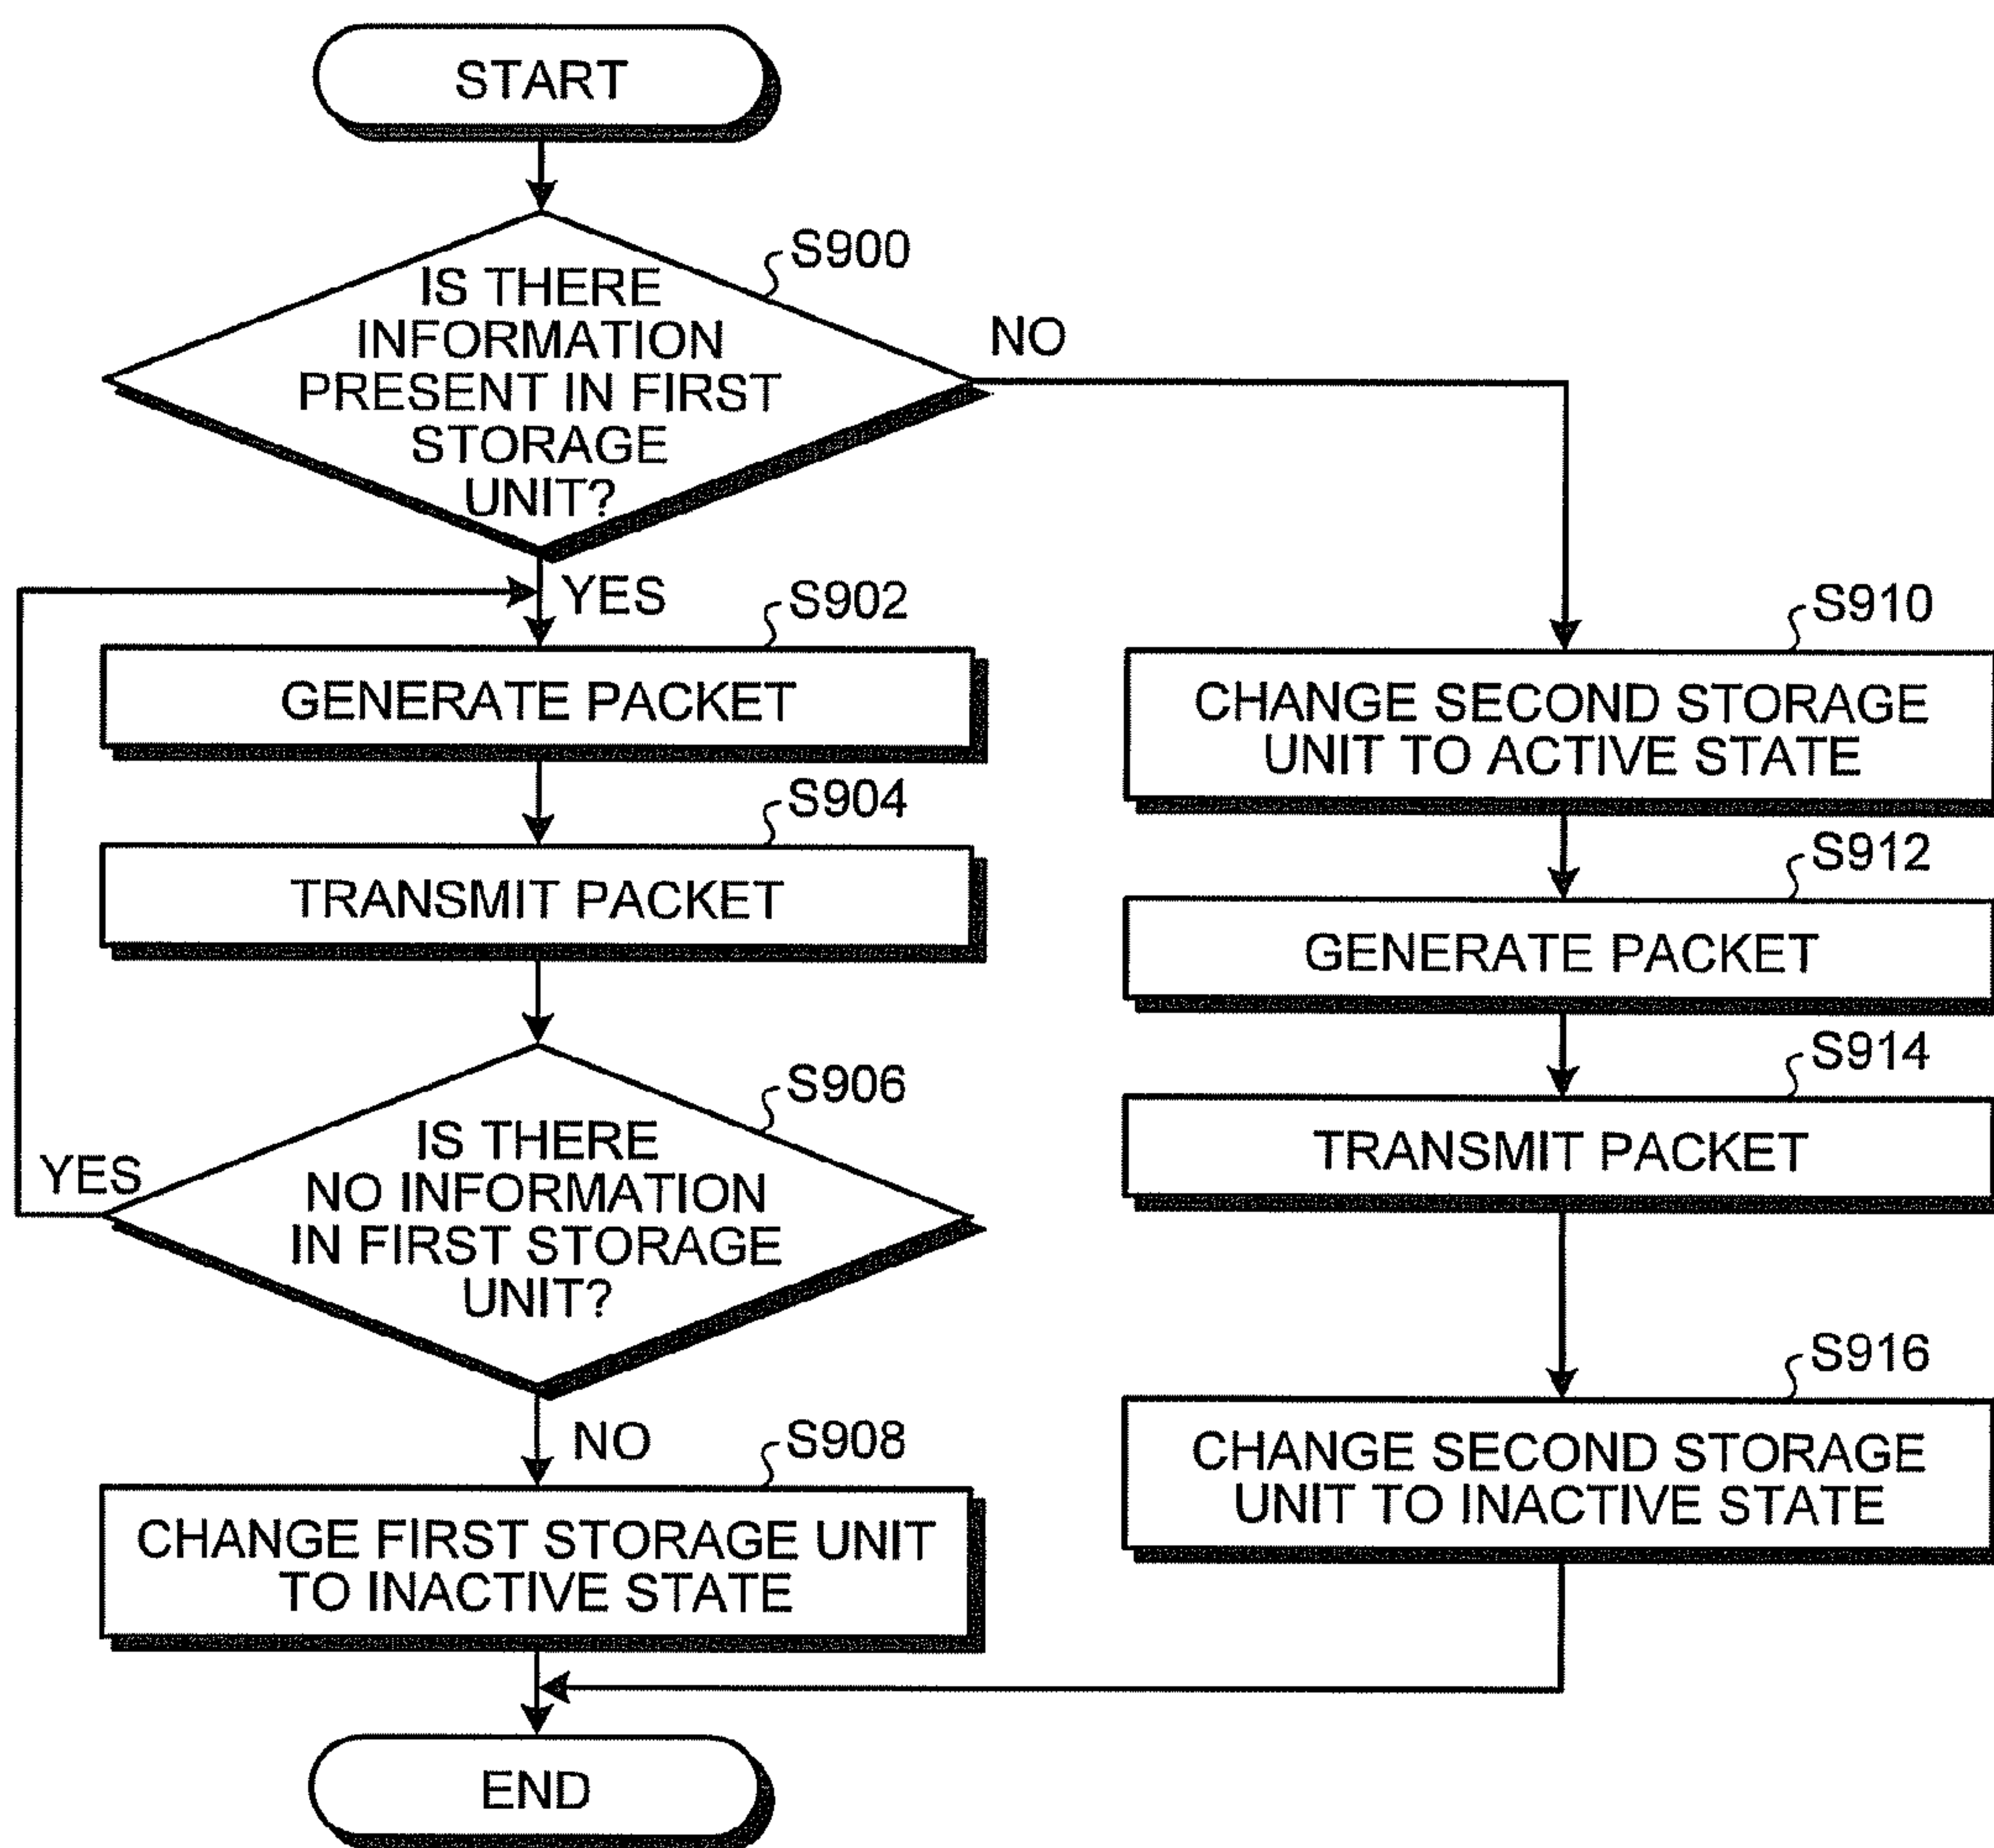 START
S900
IS THERE
INFORMATION
PRESENT IN FIRST
STORAGE
UNIT?
NO
YES
S902
GENERATE PACKET
S904
TRANSMIT PACKET
S906
IS THERE
NO INFORMATION
IN FIRST STORAGE
UNIT?
YES
NO
S908
CHANGE FIRST STORAGE UNIT
TO INACTIVE STATE
S910
CHANGE SECOND STORAGE
UNIT TO ACTIVE STATE
S912
GENERATE PACKET
S914
TRANSMIT PACKET
S916
CHANGE SECOND STORAGE
UNIT TO INACTIVE STATE
END